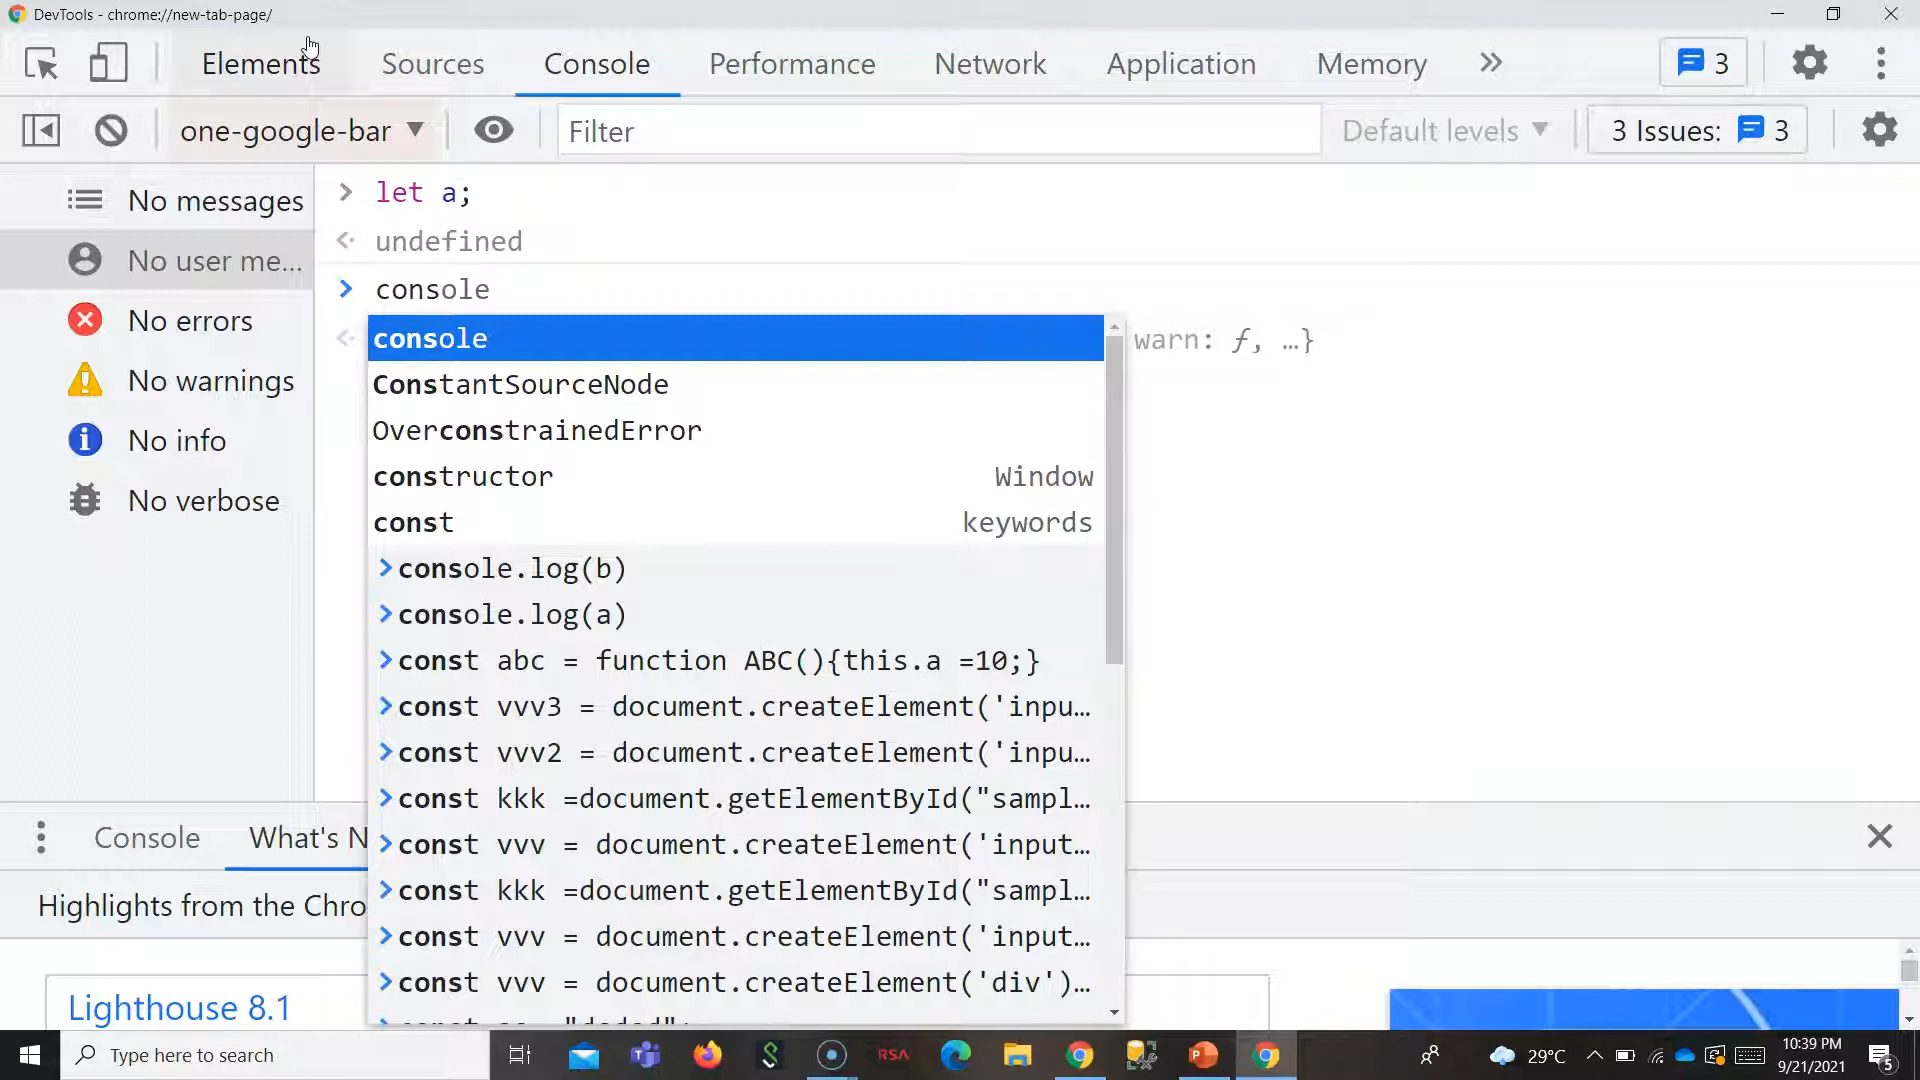 DevTools - chrome://new-tab-page/
Elements Sources Console Performance Network Application Memory 3
one-google-bar Filter Default levels 3 Issues: 3
No messages
No user me...
No errors
No warnings
No info
No verbose
let a;
undefined
console
warn: ƒ, …}
console
ConstantSourceNode
OverconstrainedError
constructor Window
const keywords
console.log(b)
console.log(a)
const abc = function ABC(){this.a =10;}
const vvv3 = document.createElement('inpu…
const vvv2 = document.createElement('inpu…
const kkk =document.getElementById("sampl…
const vvv = document.createElement('input…
const kkk =document.getElementById("sampl…
const vvv = document.createElement('input…
const vvv = document.createElement('div')…
Console What's N
Highlights from the Chro
Lighthouse 8.1
Type here to search RSA 29°C 10:39 PM
9/21/2021 5